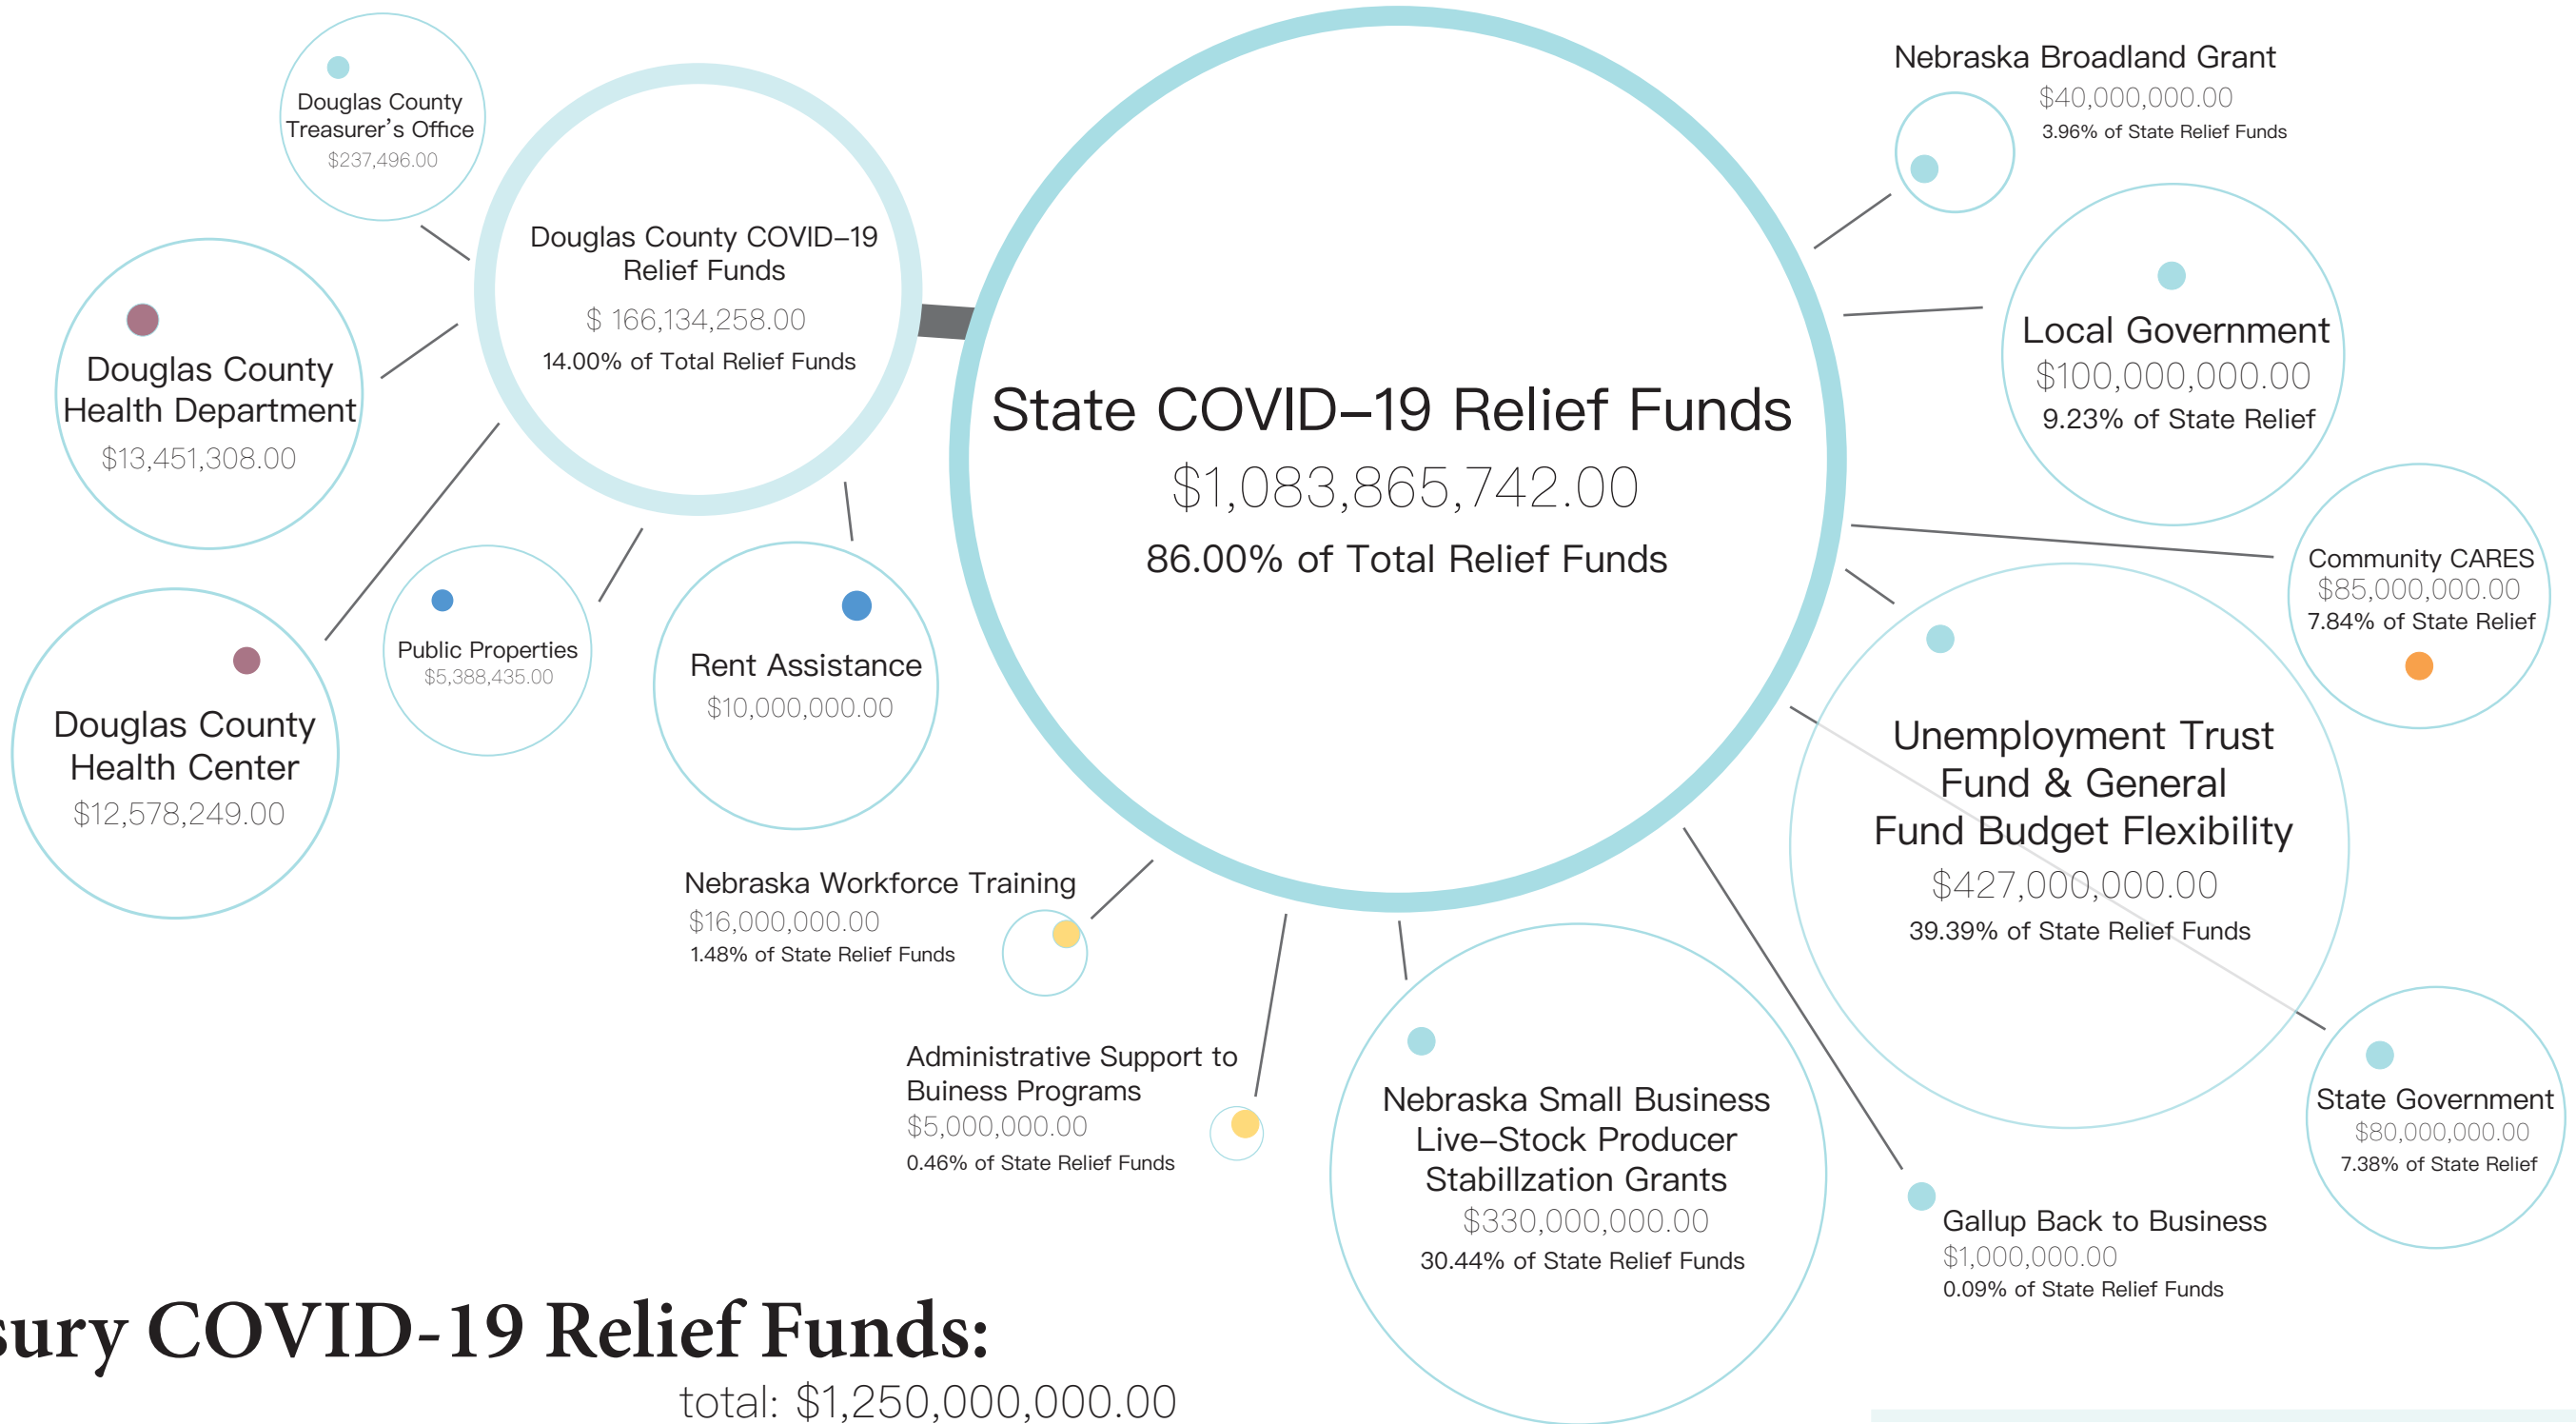 Douglas County
Treasurer's Office
$237,496.00
Douglas County COVID–19
Relief Funds
$ 166,134,258.00
14.00% of Total Relief Funds
Douglas County
Health Department
$13,451,308.00
Douglas County
Health Center
$12,578,249.00
Public Properties
$5,388,435.00
Rent Assistance
$10,000,000.00
State COVID–19 Relief Funds
$1,083,865,742.00
86.00% of Total Relief Funds
Nebraska Broadland Grant
$40,000,000.00
3.96% of State Relief Funds
Local Government
$100,000,000.00
9.23% of State Relief
Community CARES
$85,000,000.00
7.84% of State Relief
Unemployment Trust
Fund & General
Fund Budget Flexibility
$427,000,000.00
39.39% of State Relief Funds
State Government
$80,000,000.00
7.38% of State Relief
Gallup Back to Business
$1,000,000.00
0.09% of State Relief Funds
Nebraska Small Business
Live–Stock Producer
Stabillzation Grants
$330,000,000.00
30.44% of State Relief Funds
Nebraska Workforce Training
$16,000,000.00
1.48% of State Relief Funds
Administrative Support to
Buiness Programs
$5,000,000.00
0.46% of State Relief Funds
sury COVID-19 Relief Funds:
total: $1,250,000,000.00